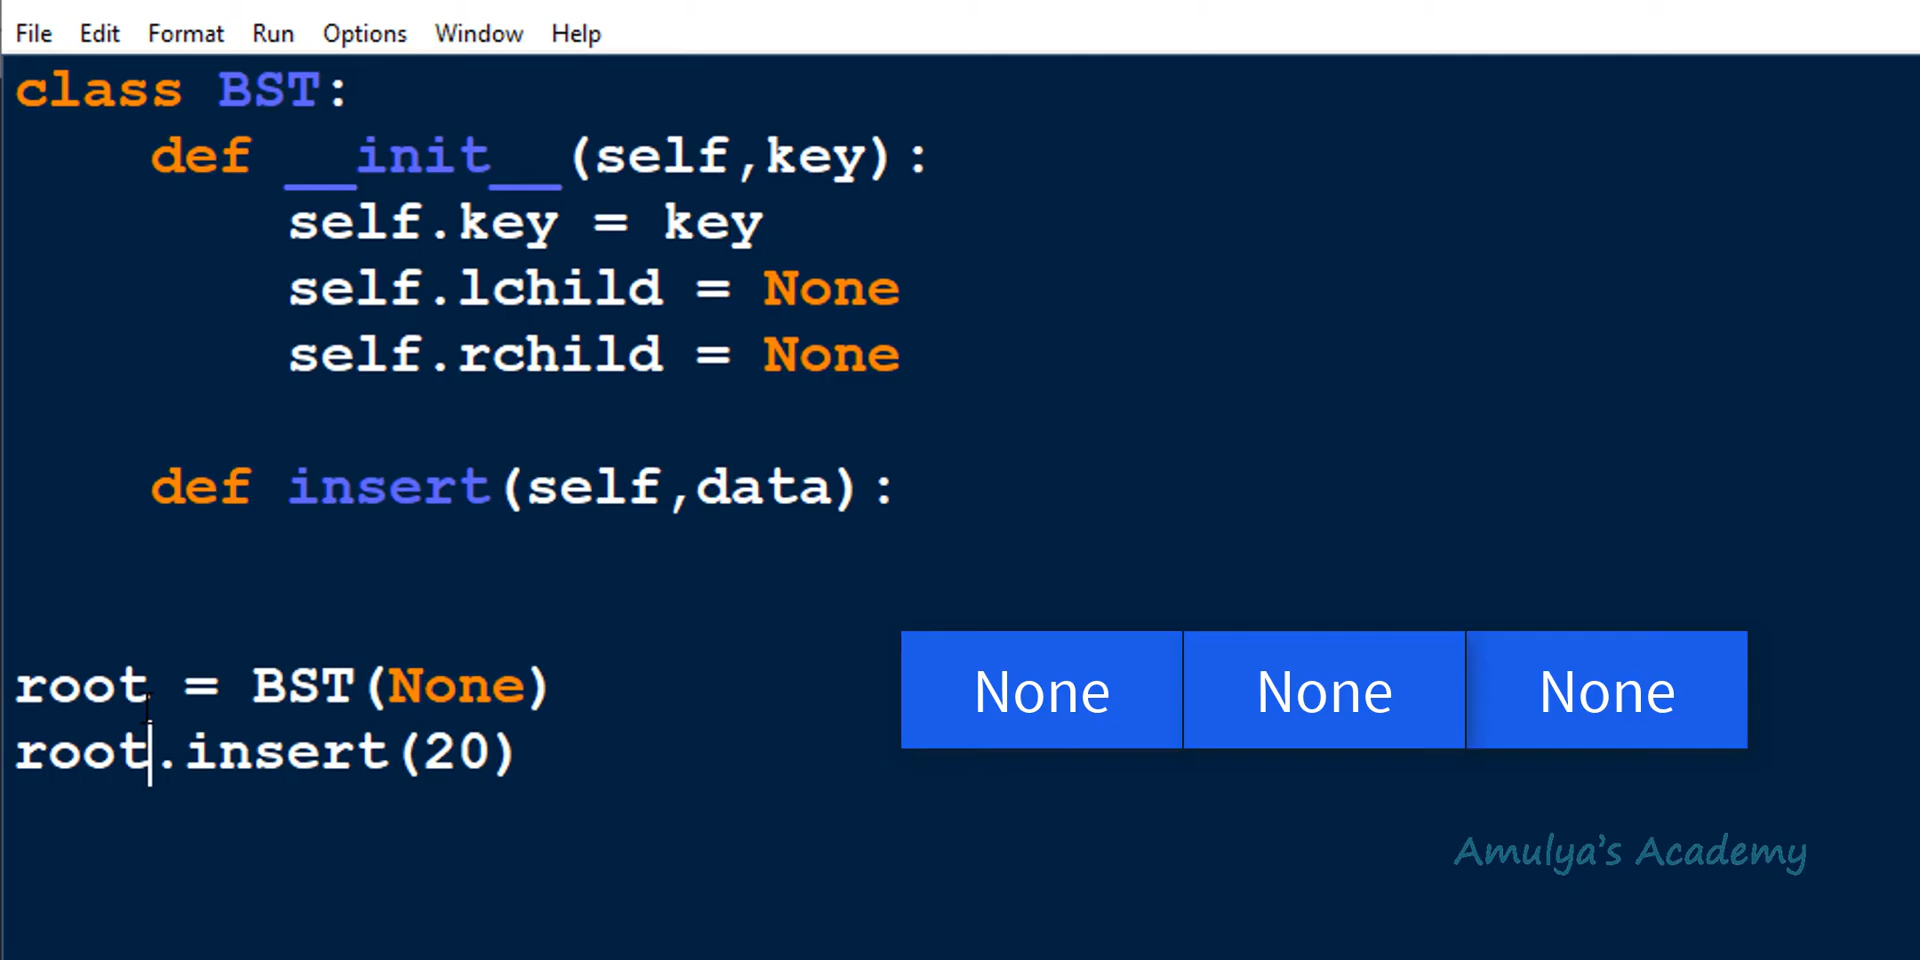 File Edit Format Run Options Window Help
class BST:
    def __init__(self,key):
        self.key = key
        self.lchild = None
        self.rchild = None
    def insert(self,data):
root = BST(None)
None None None
root.insert(20)
Amulya's Academy